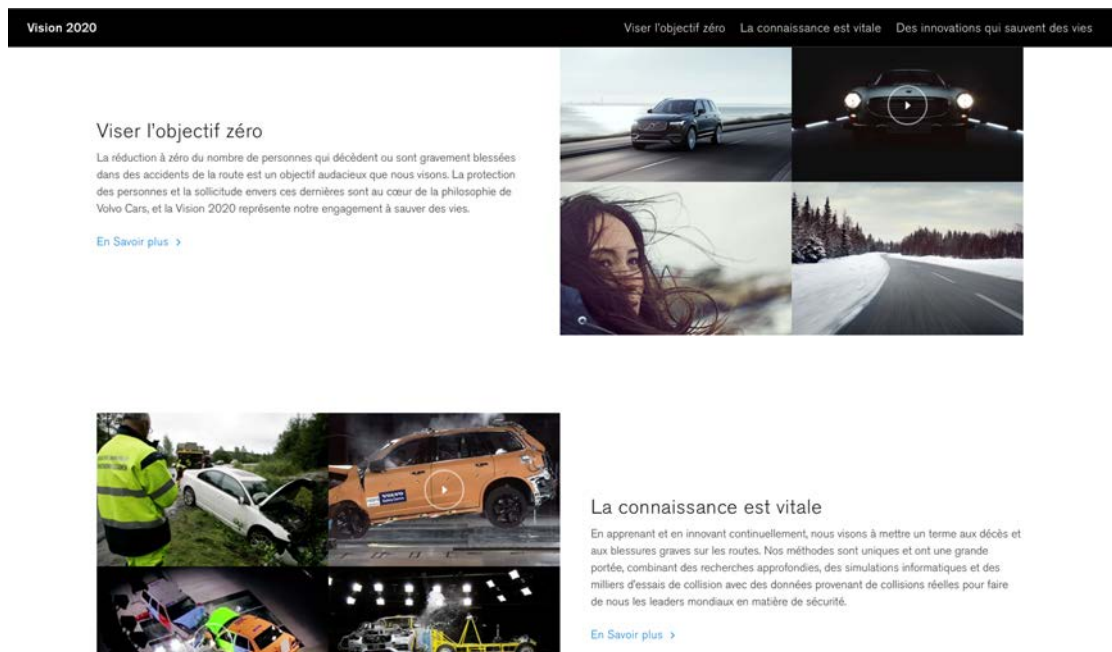 Vision 2020
Viser l'objectif zéro La connaissance est vitale Des innovations qui sauvent des vies
Viser l'objectif zéro
La réduction à zéro du nombre de personnes qui décèdent ou sont gravement blessées
dans des accidents de la route est un objectif audacieux que nous visons. La protection
des personnes et la sollicitude envers ces dernières sont au cœur de la philosophie de
Volvo Cars, et la Vision 2020 représente notre engagement à sauver des vies.
En Savoir plus >
VOLVO
La connaissance est vitale
En apprenant et en innovant continuellement, nous visons à mettre un terme aux décès et
aux blessures graves sur les routes. Nos méthodes sont uniques et ont une grande
portée, combinant des recherches approfondies, des simulations informatiques et des
milliers d'essais de collision avec des données provenant de collisions réelles pour faire
de nous les leaders mondiaux en matière de sécurité.
En Savoir plus >